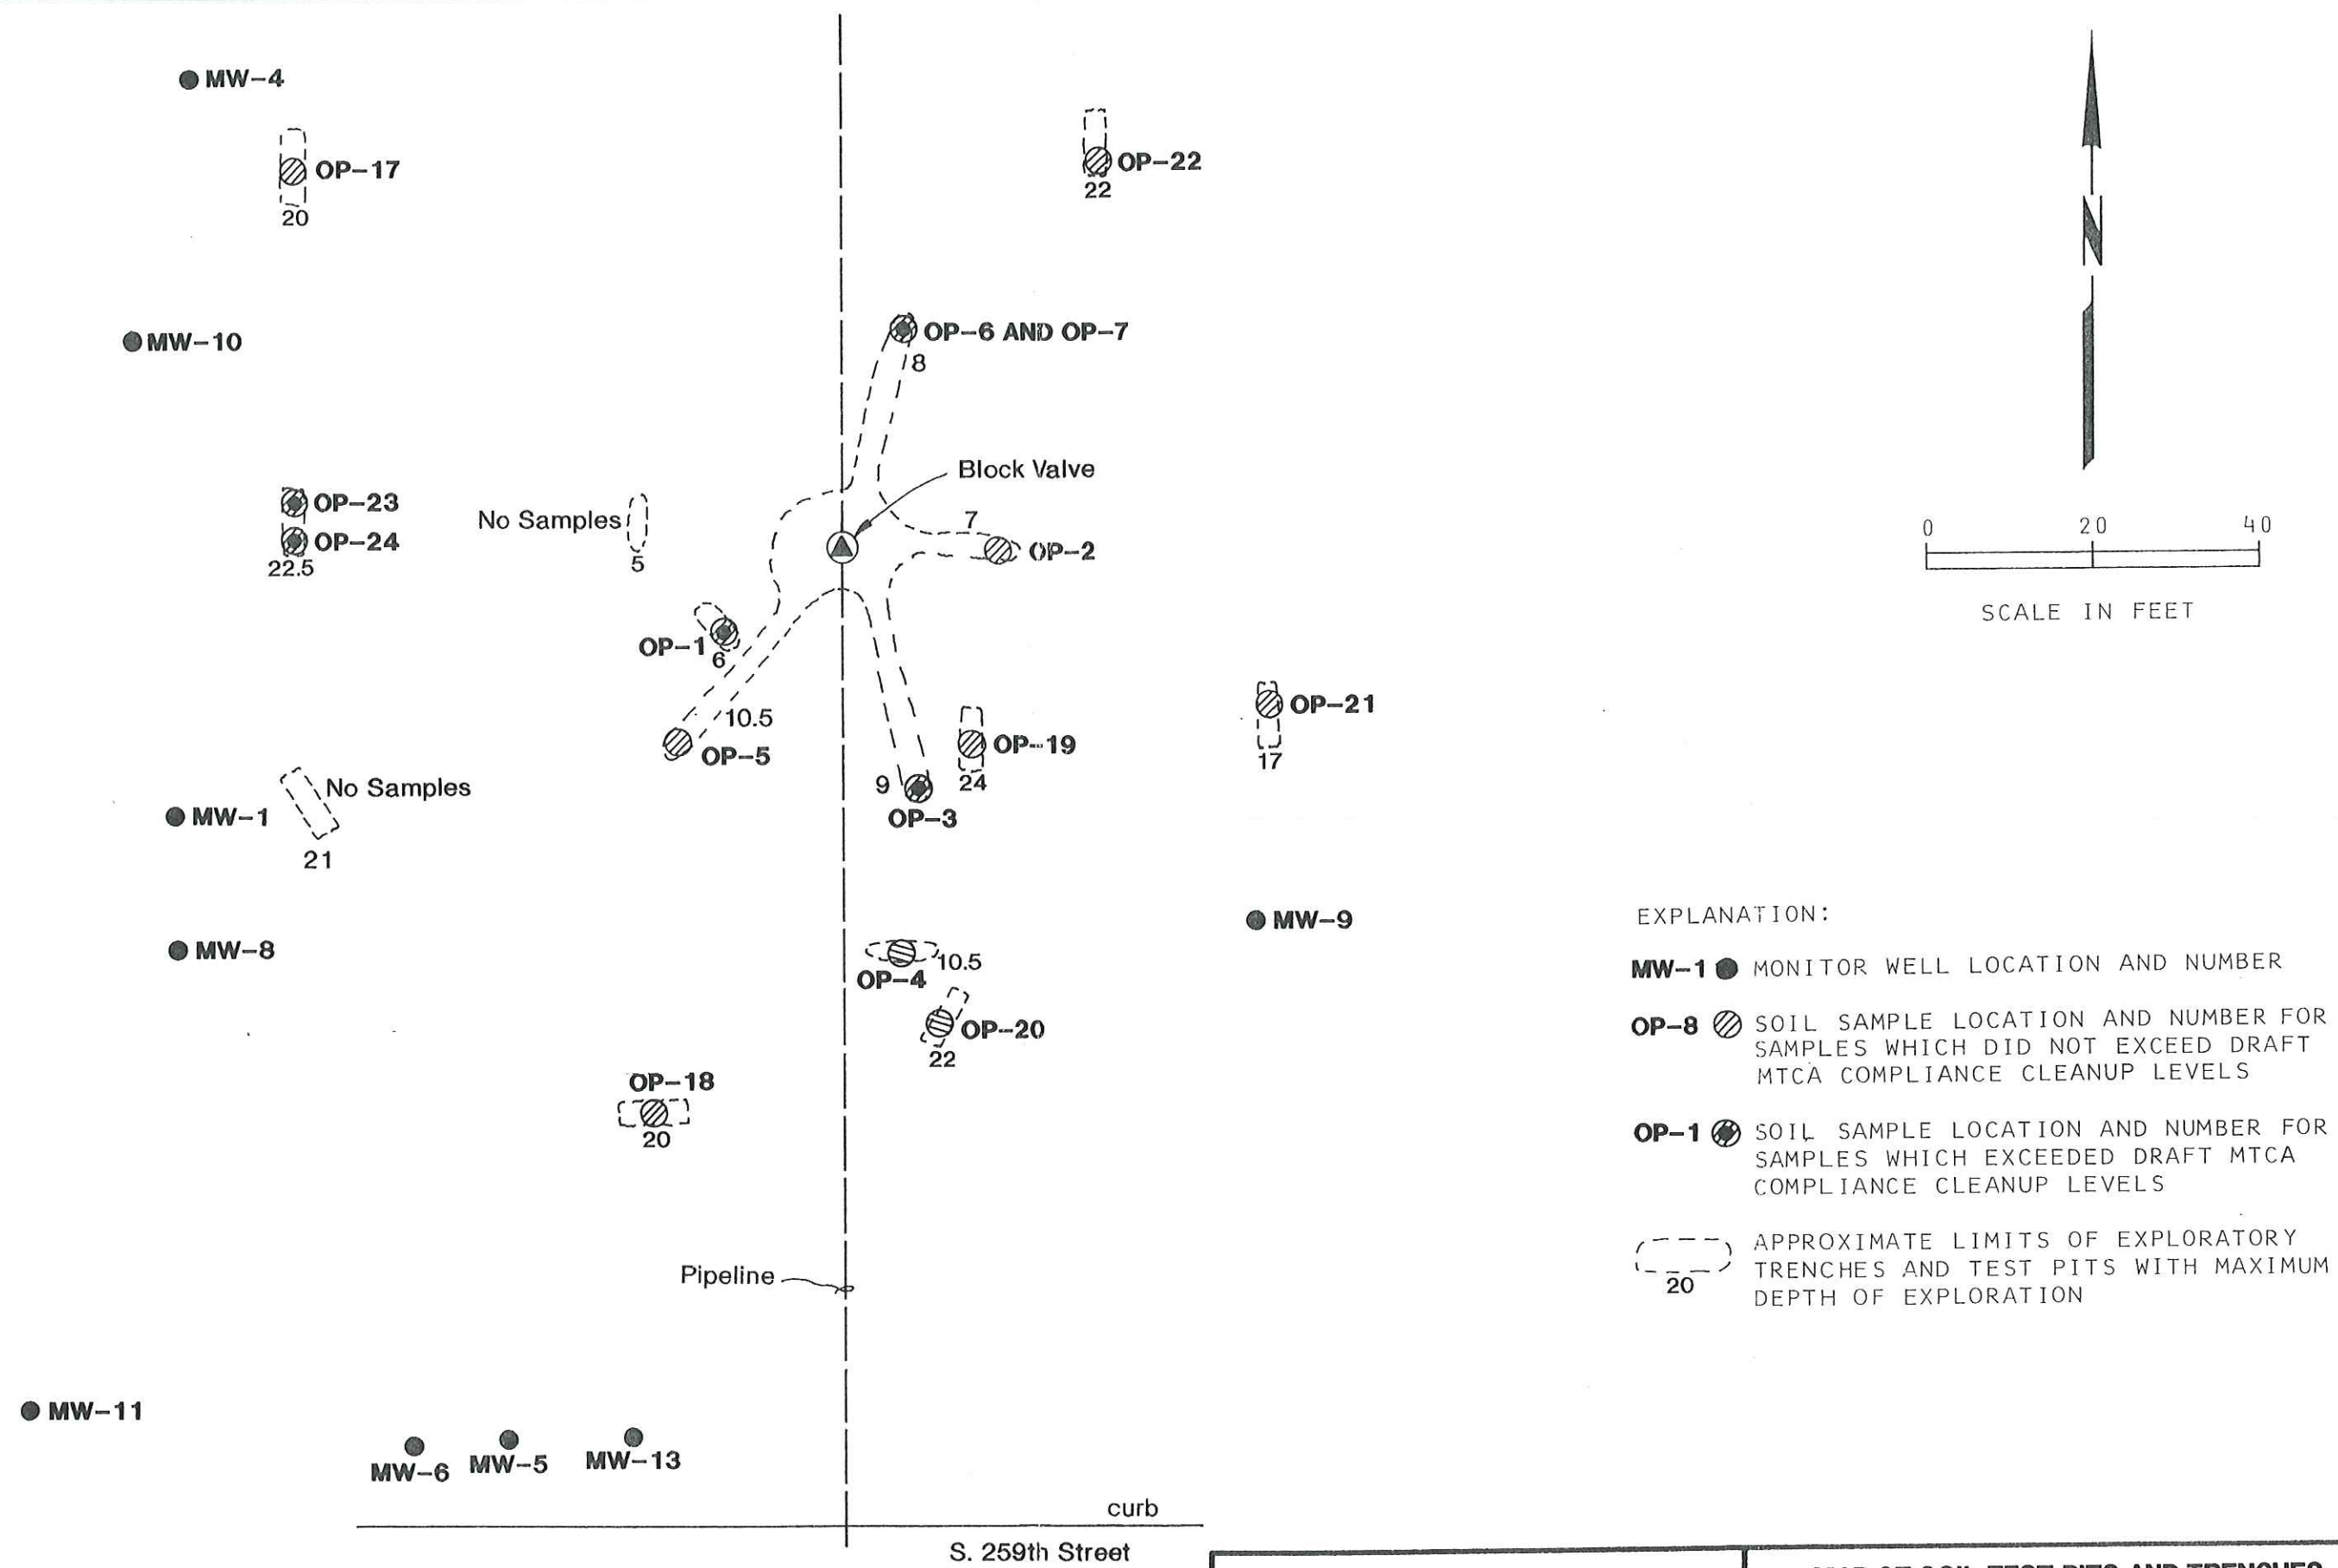 MW-4
OP-17
20
OP-22
22
N
MW-10
OP-6 AND OP-7
8
Block Valve
OP-23
No Samples
7
0 20 40
OP-24
OP-2
22.5
5
SCALE IN FEET
OP-1
6
OP-21
10.5
OP-5
OP-19
17
No Samples
9
24
MW-1
OP-3
21
MW-9
EXPLANATION:
MW-8
10.5
OP-4
MW-1 MONITOR WELL LOCATION AND NUMBER
OP-20
22
OP-8 SOIL SAMPLE LOCATION AND NUMBER FOR
SAMPLES WHICH DID NOT EXCEED DRAFT
MTCA COMPLIANCE CLEANUP LEVELS
OP-18
20
OP-1 SOIL SAMPLE LOCATION AND NUMBER FOR
SAMPLES WHICH EXCEEDED DRAFT MTCA
COMPLIANCE CLEANUP LEVELS
APPROXIMATE LIMITS OF EXPLORATORY
TRENCHES AND TEST PITS WITH MAXIMUM
DEPTH OF EXPLORATION
20
Pipeline
MW-11
MW-6
MW-5
MW-13
curb
S. 259th Street
MAP OF SOIL TEST PITS AND TRENCHES